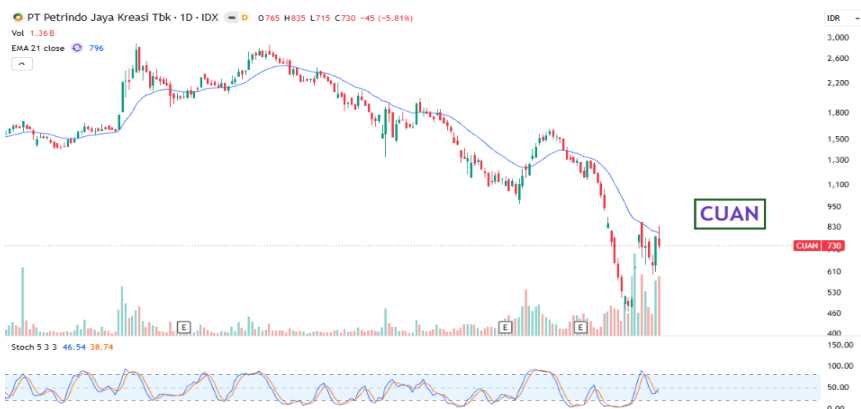 PT Petrindo Jaya Kreasi Tbk · 1D · IDX D O765 H835 L715 C730 −45 (−5.81%) IDR
Vol 1.36B
EMA 21 close 796
3,000
2,600
2,200
1,800
1,500
1,300
1,100
950
CUAN
830
CUAN 730
610
530
460
400
E E E
Stoch 5 3 3 46.54 38.74
150.00
100.00
50.00
0.00